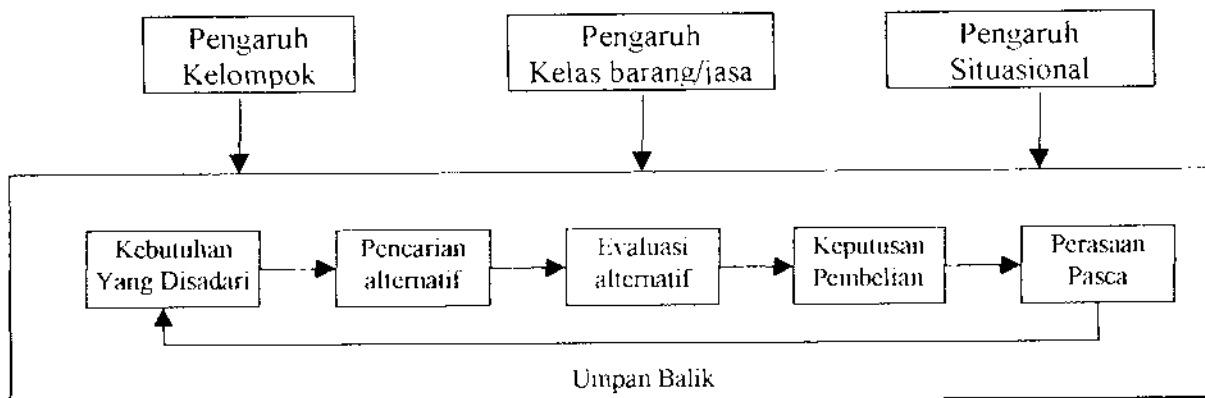 Pengaruh
Kelompok
Pengaruh
Kelas barang/jasa
Pengaruh
Situasional
Kebutuhan
Yang Disadari
Pencarian
alternatif
Evaluasi
alternatif
Keputusan
Pembelian
Perasaan
Pasca
Umpan Balik